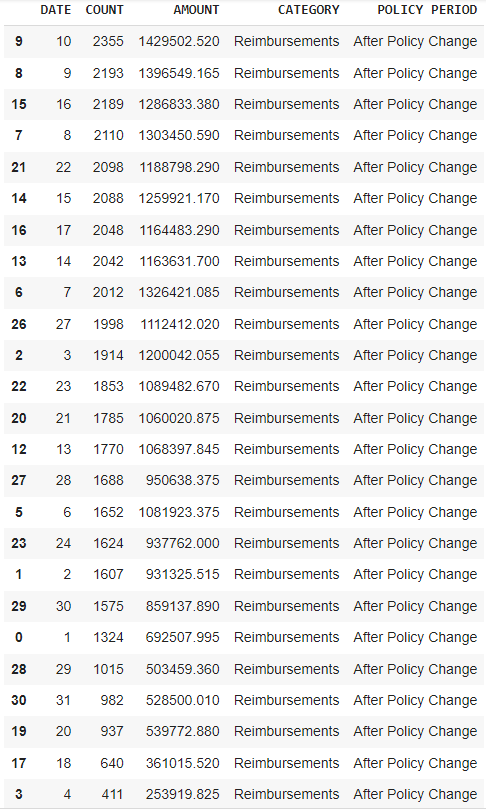 DATE COUNT AMOUNT CATEGORY POLICY PERIOD
9 10 2355 1429502.520 Reimbursements After Policy Change
8 9 2193 1396549.165 Reimbursements After Policy Change
15 16 2189 1286833.380 Reimbursements After Policy Change
7 8 2110 1303450.590 Reimbursements After Policy Change
21 22 2098 1188798.290 Reimbursements After Policy Change
14 15 2088 1259921.170 Reimbursements After Policy Change
16 17 2048 1164483.290 Reimbursements After Policy Change
13 14 2042 1163631.700 Reimbursements After Policy Change
6 7 2012 1326421.085 Reimbursements After Policy Change
26 27 1998 1112412.020 Reimbursements After Policy Change
2 3 1914 1200042.055 Reimbursements After Policy Change
22 23 1853 1089482.670 Reimbursements After Policy Change
20 21 1785 1060020.875 Reimbursements After Policy Change
12 13 1770 1068397.845 Reimbursements After Policy Change
27 28 1688 950638.375 Reimbursements After Policy Change
5 6 1652 1081923.375 Reimbursements After Policy Change
23 24 1624 937762.000 Reimbursements After Policy Change
1 2 1607 931325.515 Reimbursements After Policy Change
29 30 1575 859137.890 Reimbursements After Policy Change
0 1 1324 692507.995 Reimbursements After Policy Change
28 29 1015 503459.360 Reimbursements After Policy Change
30 31 982 528500.010 Reimbursements After Policy Change
19 20 937 539772.880 Reimbursements After Policy Change
17 18 640 361015.520 Reimbursements After Policy Change
3 4 411 253919.825 Reimbursements After Policy Change